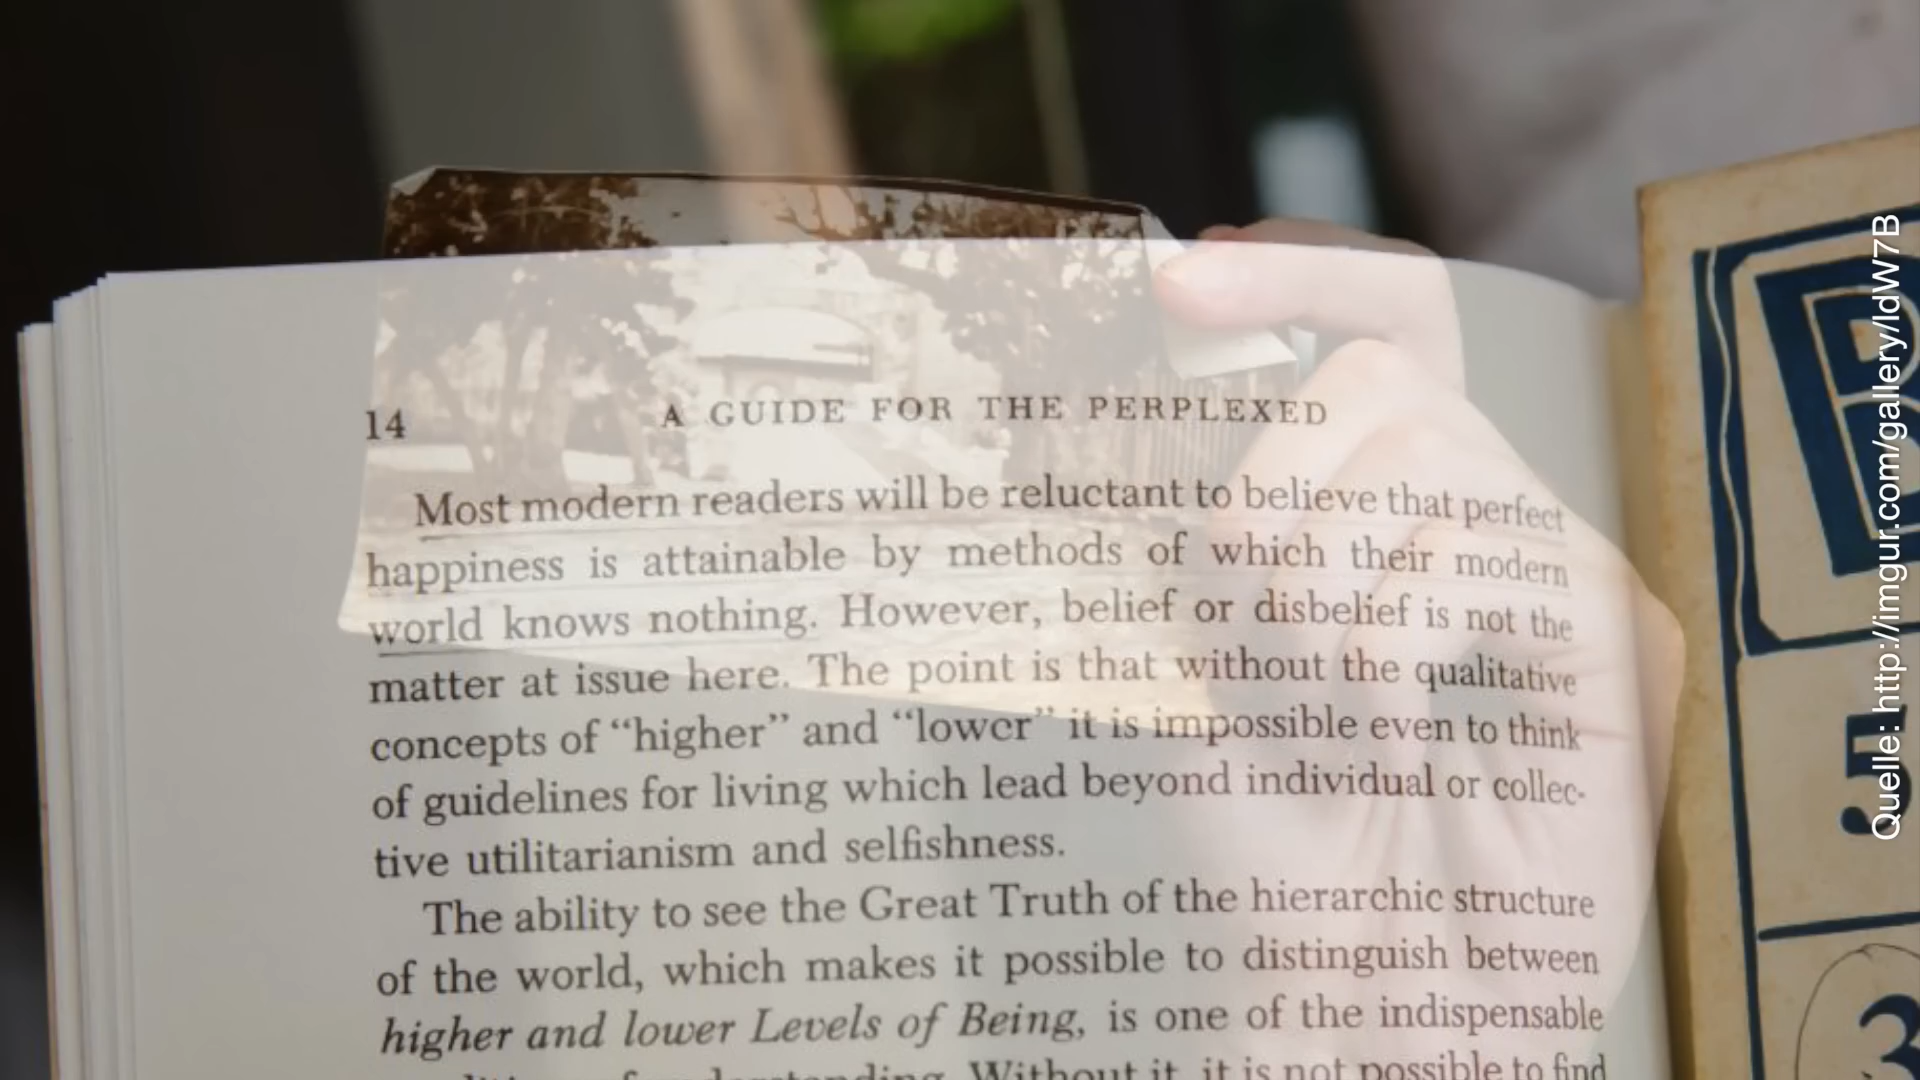 14 A GUIDE FOR THE PERPLEXED
Most modern readers will be reluctant to believe that perfect
happiness is attainable by methods of which their modern
world knows nothing. However, belief or disbelief is not the
matter at issue here. The point is that without the qualitative
concepts of “higher” and “lower” it is impossible even to think
of guidelines for living which lead beyond individual or collec-
tive utilitarianism and selfishness.
The ability to see the Great Truth of the hierarchic structure
of the world, which makes it possible to distinguish between
higher and lower Levels of Being, is one of the indispensable
Without it, it is not possible to find
B
5
3
Quelle: http://imgur.com/gallery/IdW7B